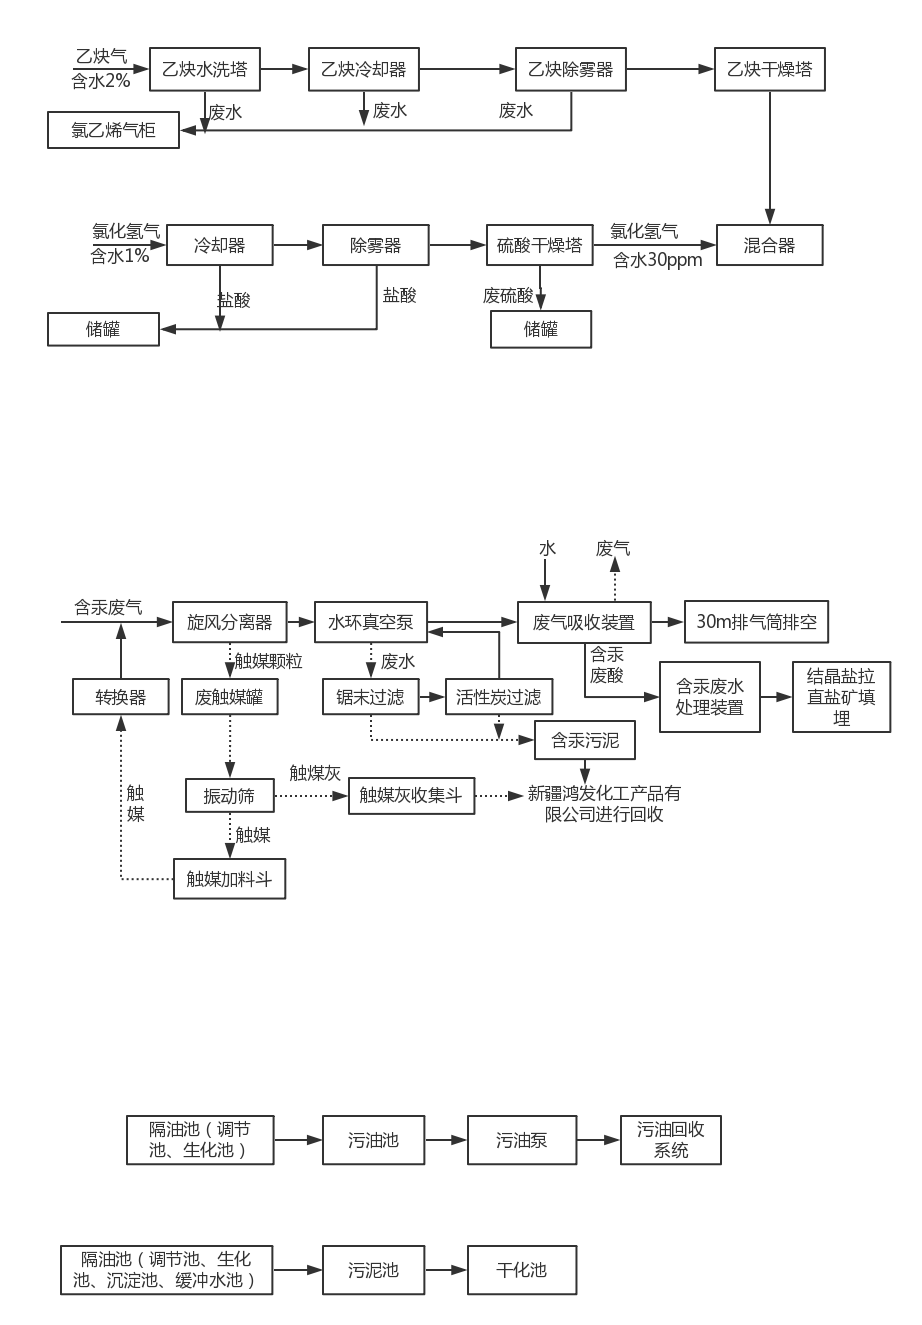 乙炔气
含水2%
乙炔水洗塔
乙炔冷却器
乙炔除雾器
乙炔干燥塔
废水
废水
废水
氯乙烯气柜
氯化氢气
含水1%
冷却器
除雾器
硫酸干燥塔
氯化氢气
含水30ppm
混合器
盐酸
盐酸
废硫酸
储罐
储罐
水
废气
含汞废气
旋风分离器
水环真空泵
废气吸收装置
30m排气筒排空
触媒颗粒
废水
含汞
废酸
转换器
废触媒罐
锯末过滤
活性炭过滤
含汞废水
处理装置
结晶盐拉
直盐矿填
埋
含汞污泥
触
媒
振动筛
触煤灰
触媒灰收集斗
新疆鸿发化工产品有
限公司进行回收
触媒
触媒加料斗
隔油池（调节
池、生化池）
污油池
污油泵
污油回收
系统
隔油池（调节池、生化
池、沉淀池、缓冲水池）
污泥池
干化池